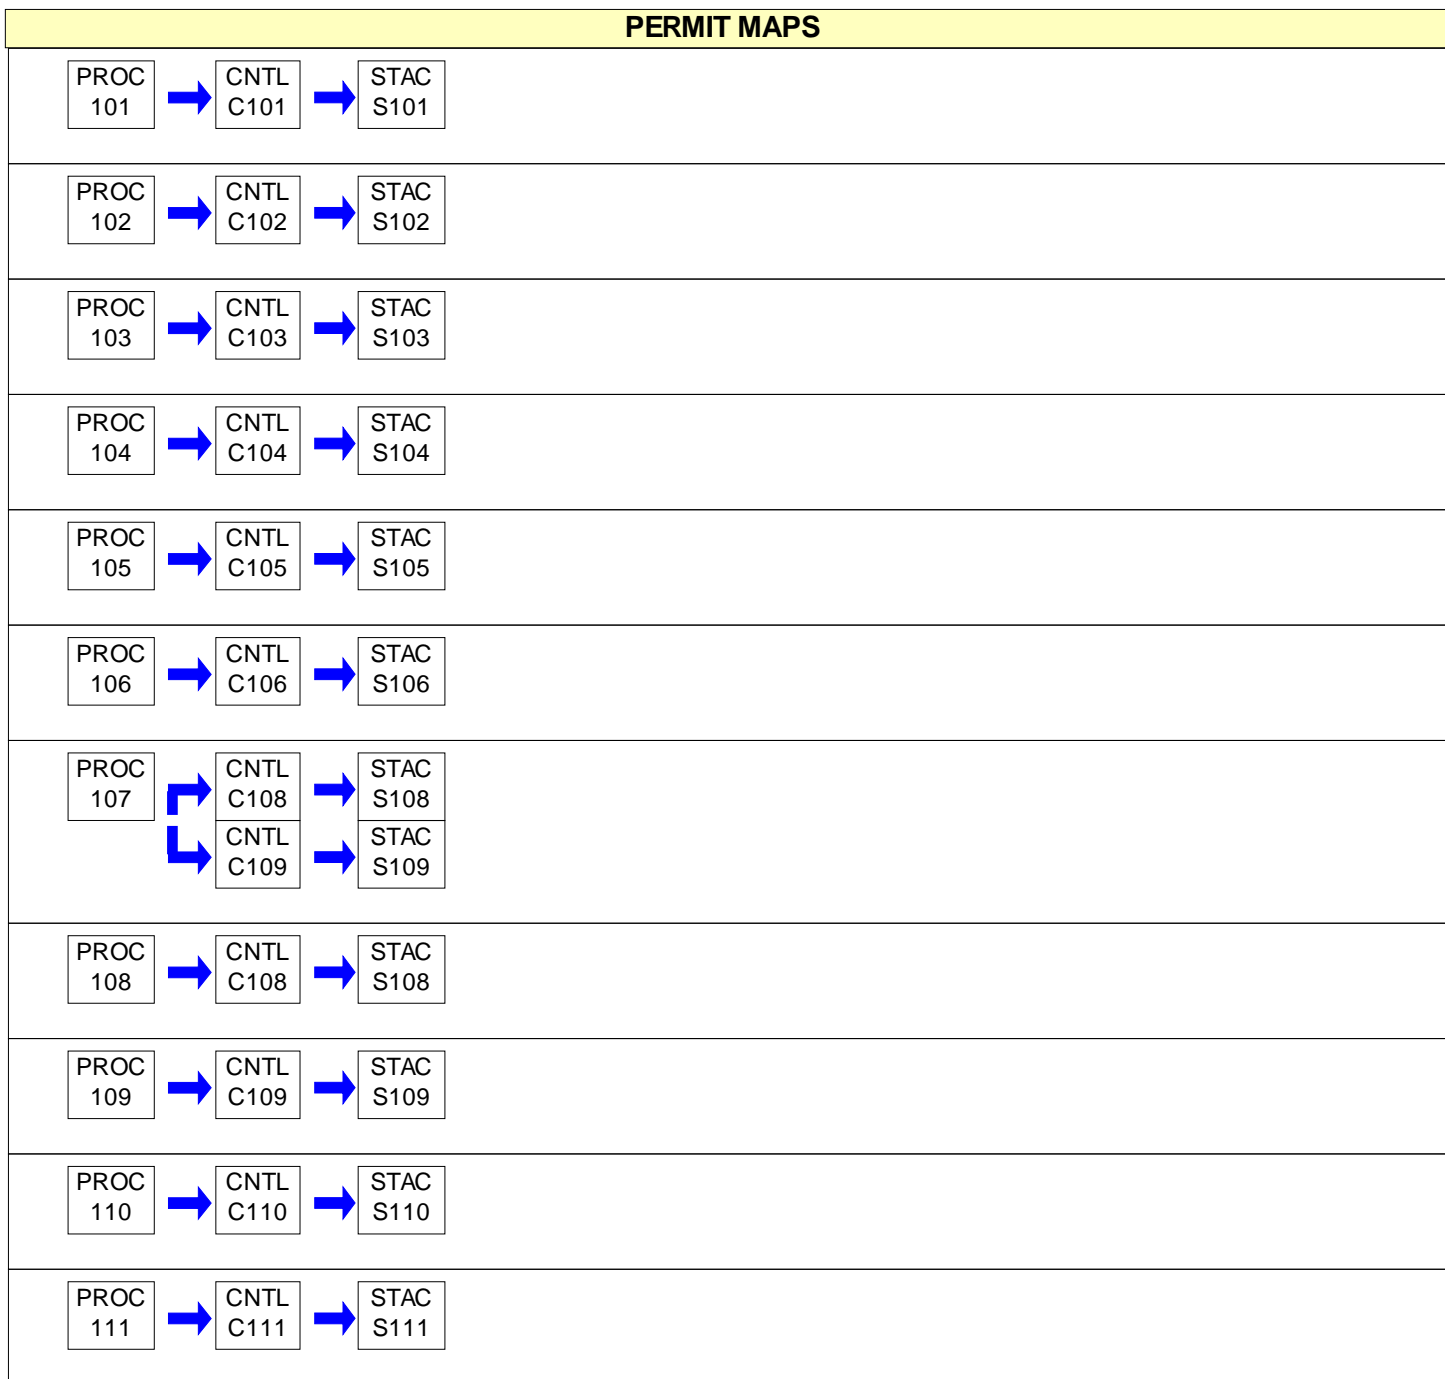 PERMIT MAPS
PROC CNTL STAC
101 C101 S101
PROC CNTL STAC
102 C102 S102
PROC CNTL STAC
103 C103 S103
PROC CNTL STAC
104 C104 S104
PROC CNTL STAC
105 C105 S105
PROC CNTL STAC
106 C106 S106
PROC CNTL STAC
107 C108 S108
CNTL STAC
C109 S109
PROC CNTL STAC
108 C108 S108
PROC CNTL STAC
109 C109 S109
PROC CNTL STAC
110 C110 S110
PROC CNTL STAC
111 C111 S111